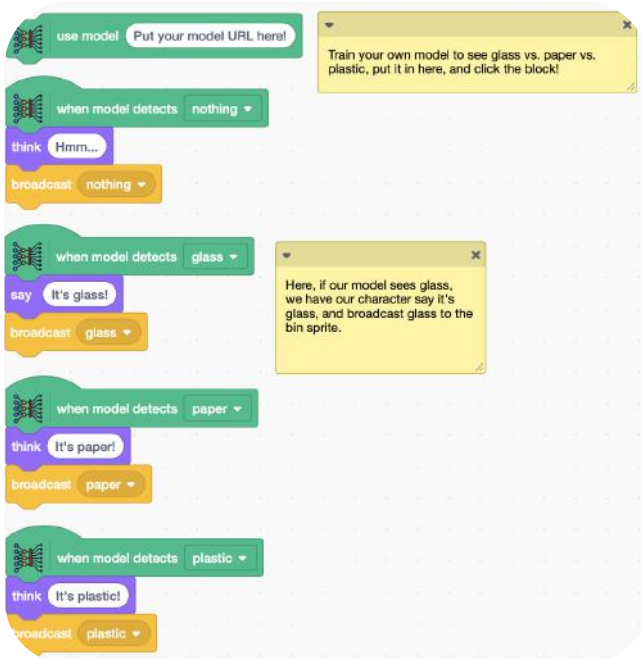 use model Put your model URL here!
Train your own model to see glass vs. paper vs.
plastic, put it in here, and click the block!
when model detects nothing
think Hmm...
broadcast nothing
when model detects glass
say It's glass!
broadcast glass
Here, if our model sees glass,
we have our character say it's
glass, and broadcast glass to the
bin sprite.
when model detects paper
think It's paper!
broadcast paper
when model detects plastic
think It's plastic!
broadcast plastic